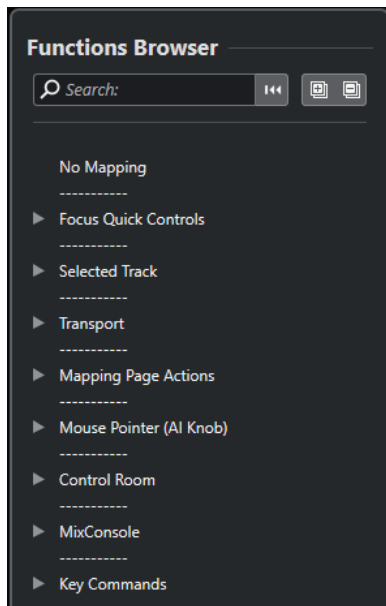 Functions Browser
Search:
No Mapping
-----------
Focus Quick Controls
-----------
Selected Track
-----------
Transport
-----------
Mapping Page Actions
-----------
Mouse Pointer (AI Knob)
-----------
Control Room
-----------
MixConsole
-----------
Key Commands